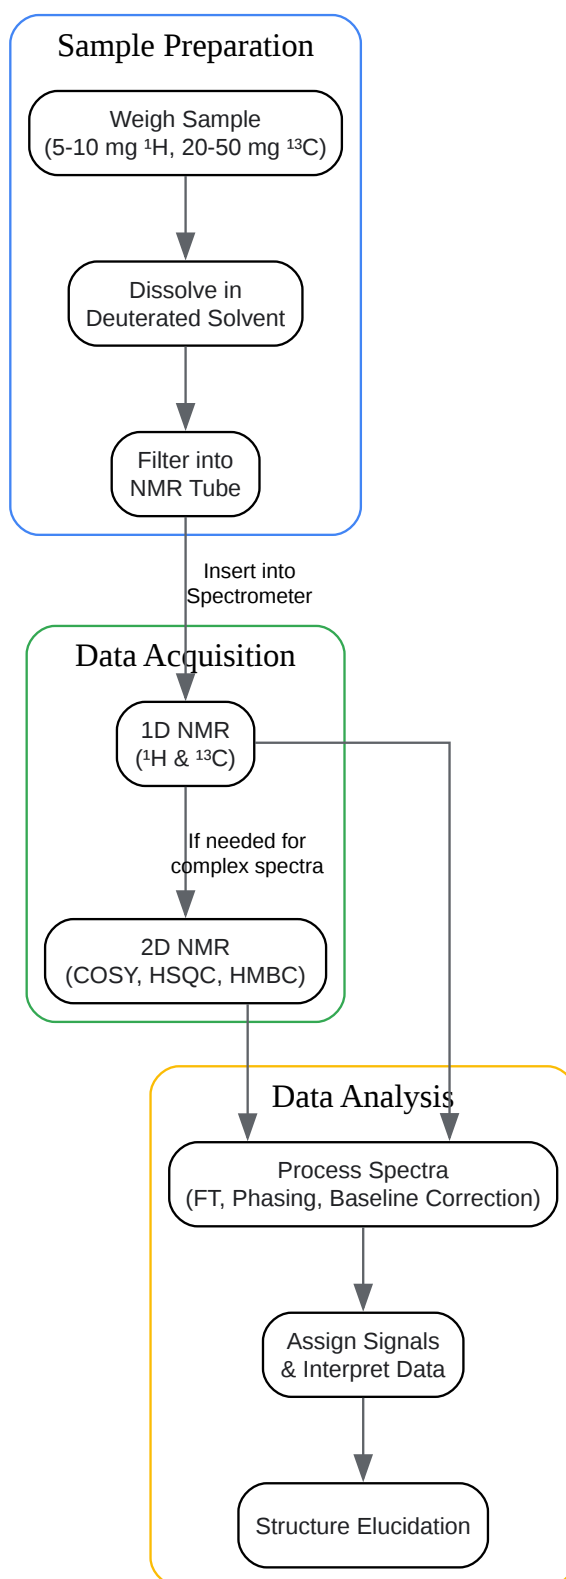 Sample Preparation
Weigh Sample
(5-10 mg ¹H, 20-50 mg ¹³C)
Dissolve in
Deuterated Solvent
Filter into
NMR Tube
Insert into
Spectrometer
Data Acquisition
1D NMR
(¹H & ¹³C)
If needed for
complex spectra
2D NMR
(COSY, HSQC, HMBC)
Data Analysis
Process Spectra
(FT, Phasing, Baseline Correction)
Assign Signals
& Interpret Data
Structure Elucidation